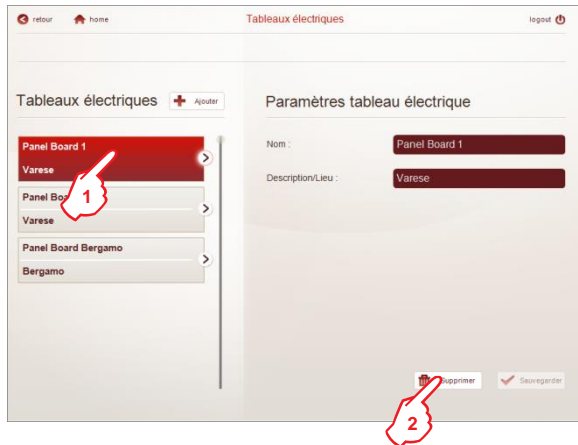 retour
home
Tableaux électriques
logout
Tableaux électriques
Ajouter
Paramètres tableau électrique
Panel Board 1
Varese
Nom :
Panel Board 1
Description/Lieu :
Varese
1
Varese
Panel Board Bergamo
Bergamo
Supprimer
Sauvegarder
2